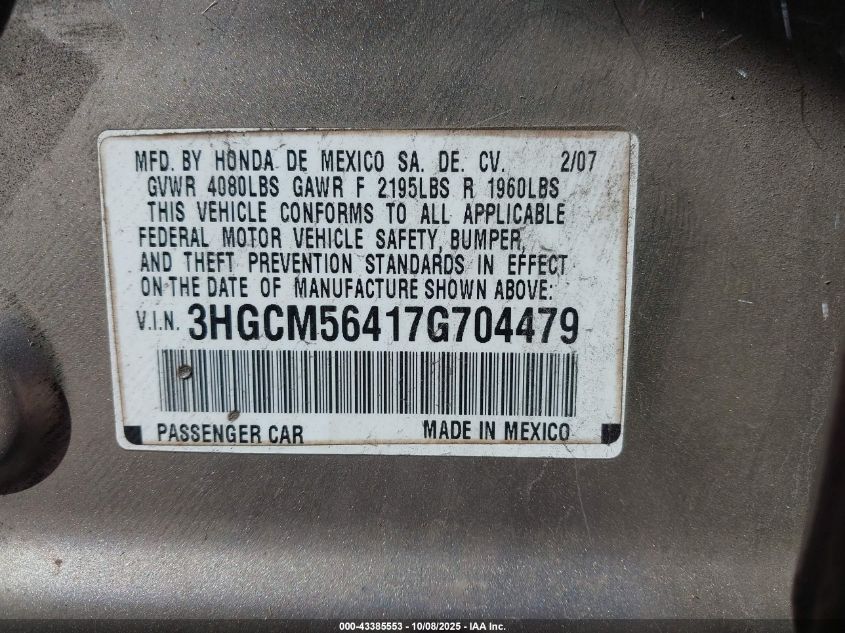 MFD. BY HONDA DE MEXICO SA. DE. CV. 2/07
GVWR 4080LBS GAWR F 2195LBS R 1960LBS
THIS VEHICLE CONFORMS TO ALL APPLICABLE
FEDERAL MOTOR VEHICLE SAFETY, BUMPER,
AND THEFT PREVENTION STANDARDS IN EFFECT
ON THE DATE OF MANUFACTURE SHOWN ABOVE:
V.I.N. 3HGCM56417G704479
PASSENGER CAR MADE IN MEXICO
000-43385553 - 10/08/2025 - IAA Inc.